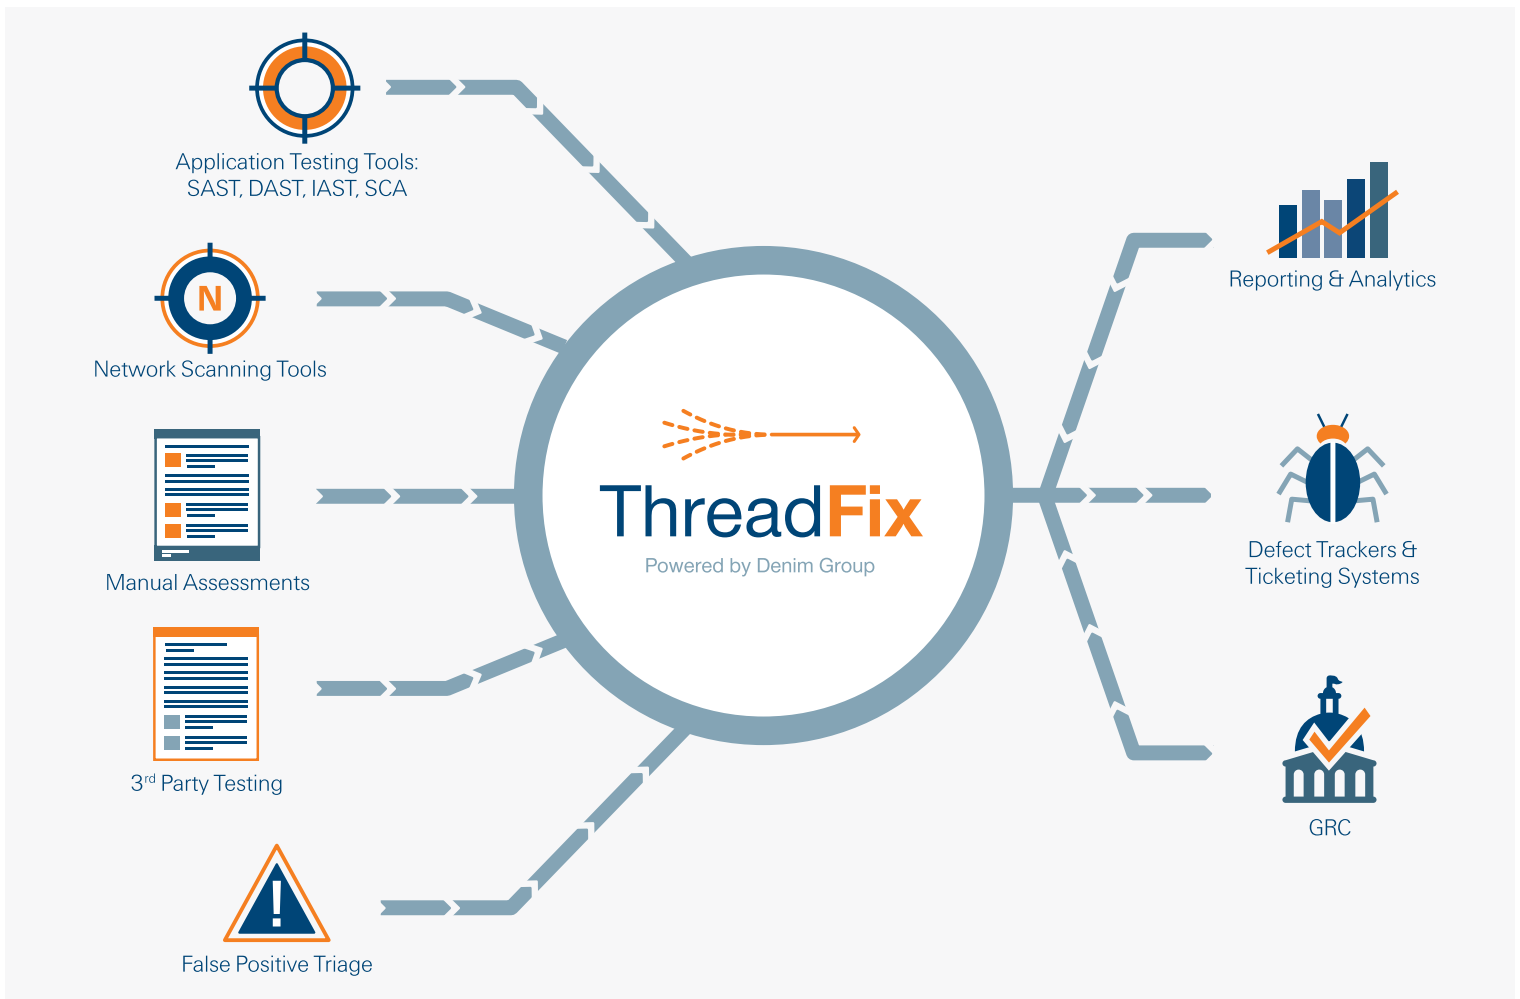 Application Testing Tools:
SAST, DAST, IAST, SCA
N
Network Scanning Tools
Manual Assessments
3rd Party Testing
!
False Positive Triage
ThreadFix
Powered by Denim Group
Reporting & Analytics
Defect Trackers &
Ticketing Systems
GRC